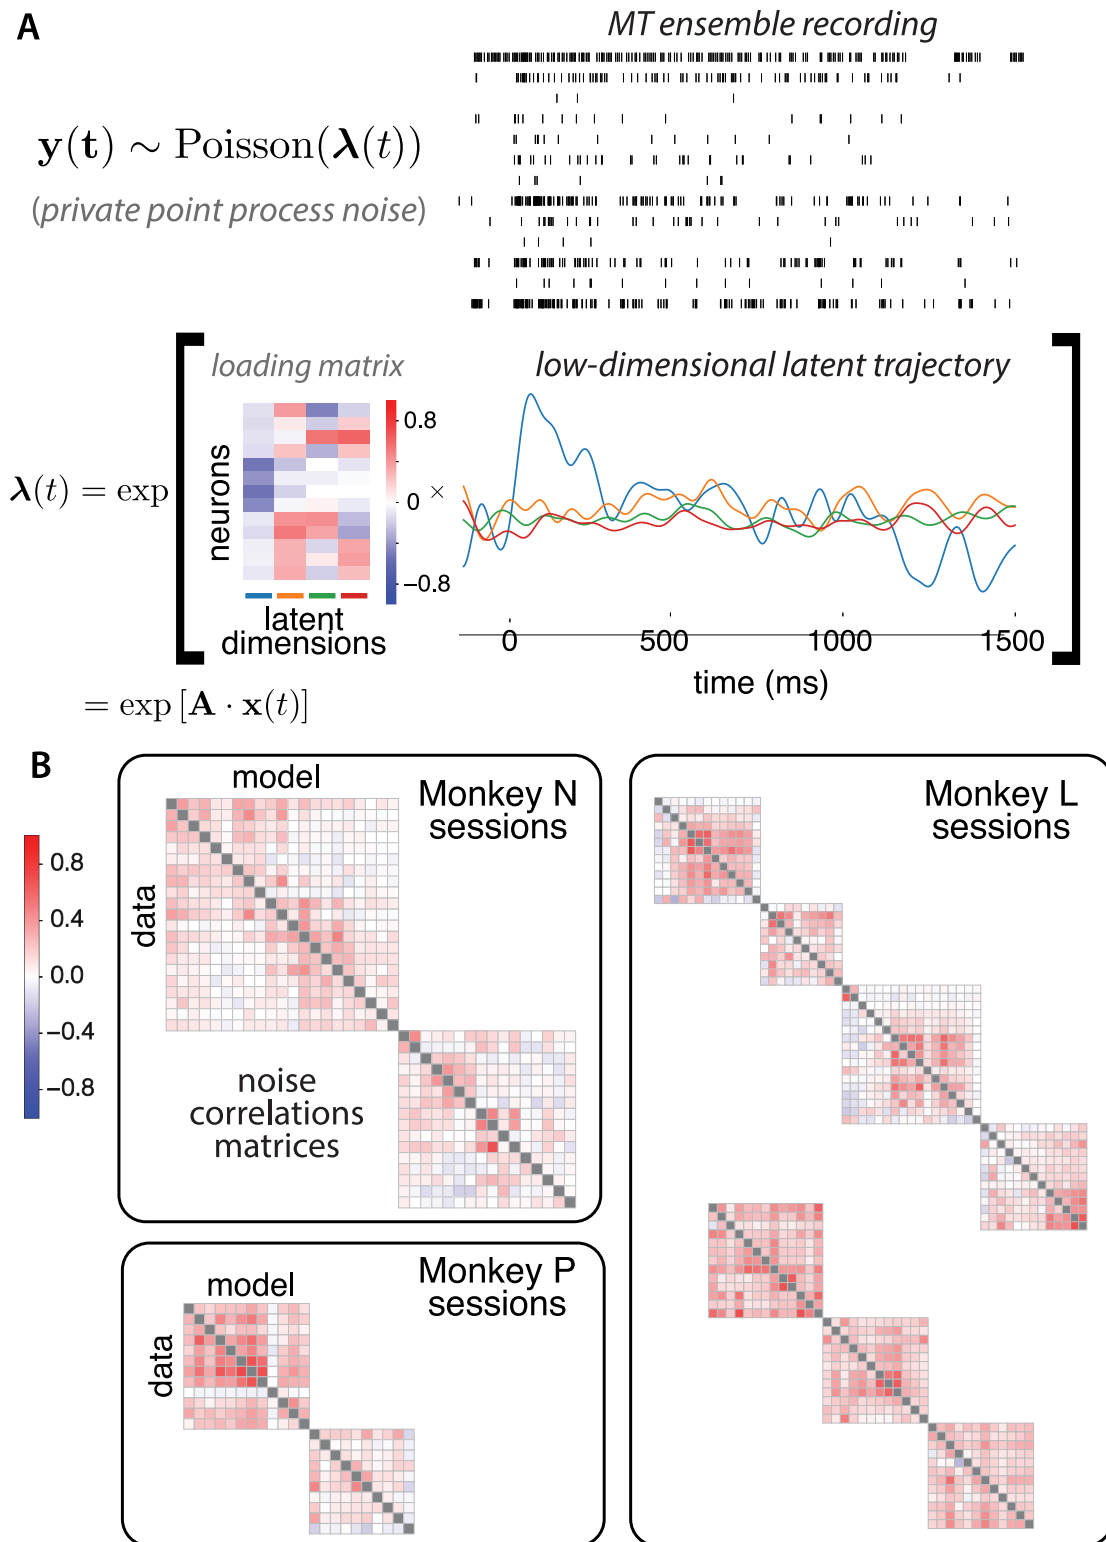 A
MT ensemble recording
y(t) ∼ Poisson(λ(t))
(private point process noise)
loading matrix
low-dimensional latent trajectory
neurons
0.8
0
−0.8
λ(t) = exp
×
latent
dimensions
0
500
1000
1500
time (ms)
= exp [A · x(t)]
B
model
Monkey N
sessions
data
0.8
0.4
0.0
−0.4
−0.8
noise
correlations
matrices
Monkey L
sessions
model
Monkey P
sessions
data